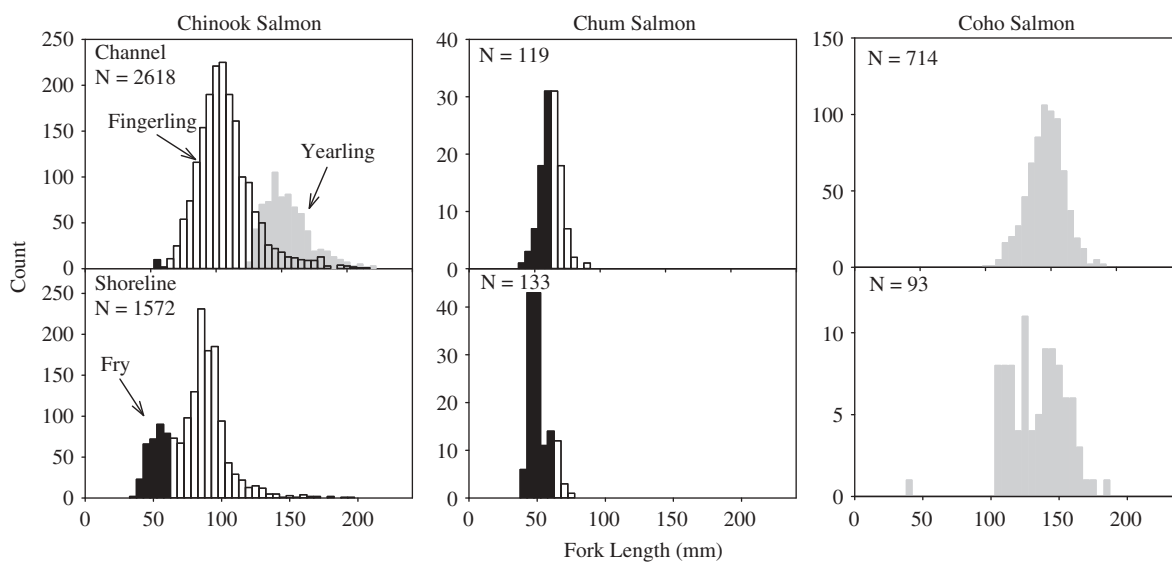 Chinook Salmon
Chum Salmon
Coho Salmon
250
200
150
100
50
0
Channel
N = 2618
Fingerling
Yearling
40
30
20
10
0
N = 119
150
100
50
0
N = 714
Count
250
200
150
100
50
0
Shoreline
N = 1572
Fry
40
30
20
10
0
N = 133
10
5
0
N = 93
0 50 100 150 200
0 50 100 150 200
0 50 100 150 200
Fork Length (mm)